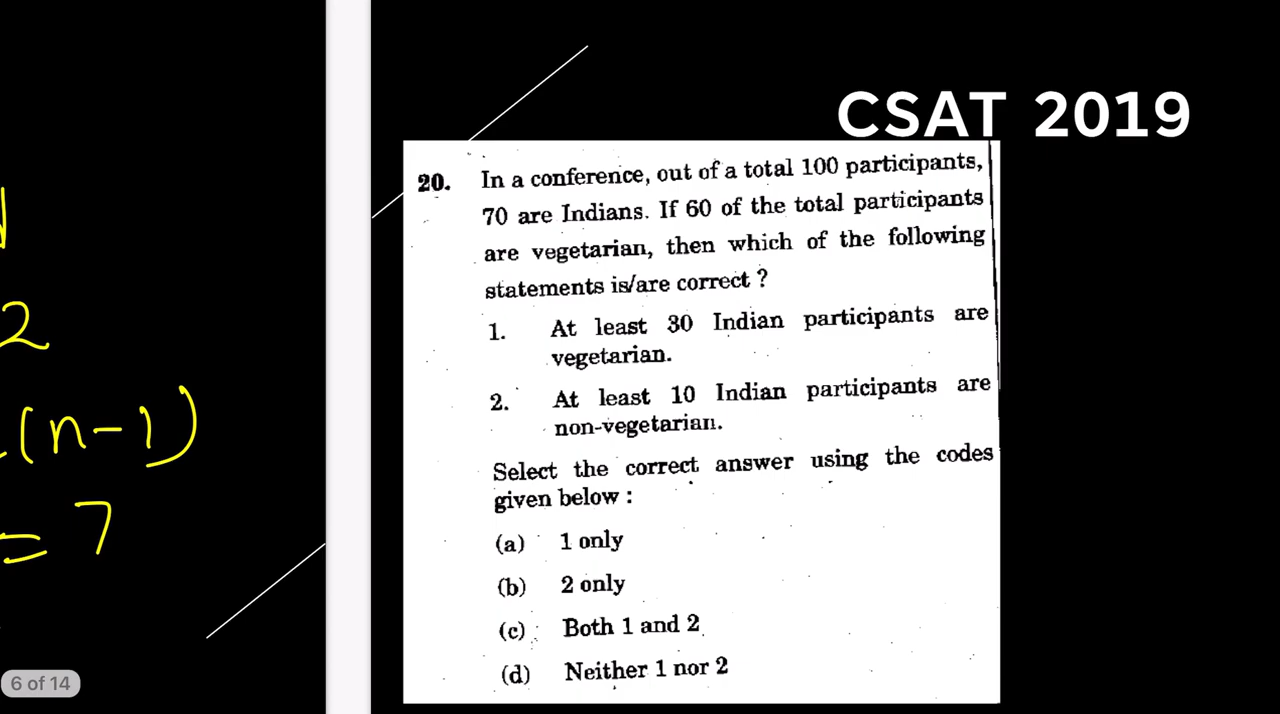 2
(n-1)
= 7
6 of 14
CSAT 2019
20. In a conference, out of a total 100 participants,
70 are Indians. If 60 of the total participants
are vegetarian, then which of the following
statements is/are correct ?
1. At least 30 Indian participants are
vegetarian.
2. At least 10 Indian participants are
non-vegetarian.
Select the correct answer using the codes
given below :
(a) 1 only
(b) 2 only
(c) Both 1 and 2
(d) Neither 1 nor 2